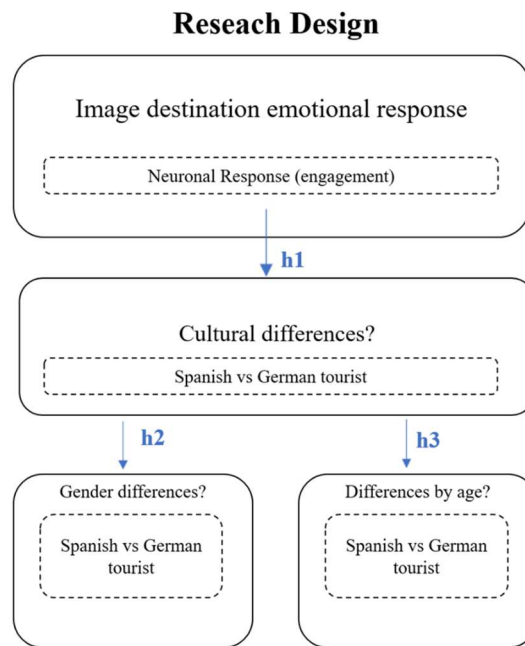 Reseach Design
Image destination emotional response
Neuronal Response (engagement)
h1
Cultural differences?
Spanish vs German tourist
h2
h3
Gender differences?
Spanish vs German
tourist
Differences by age?
Spanish vs German
tourist